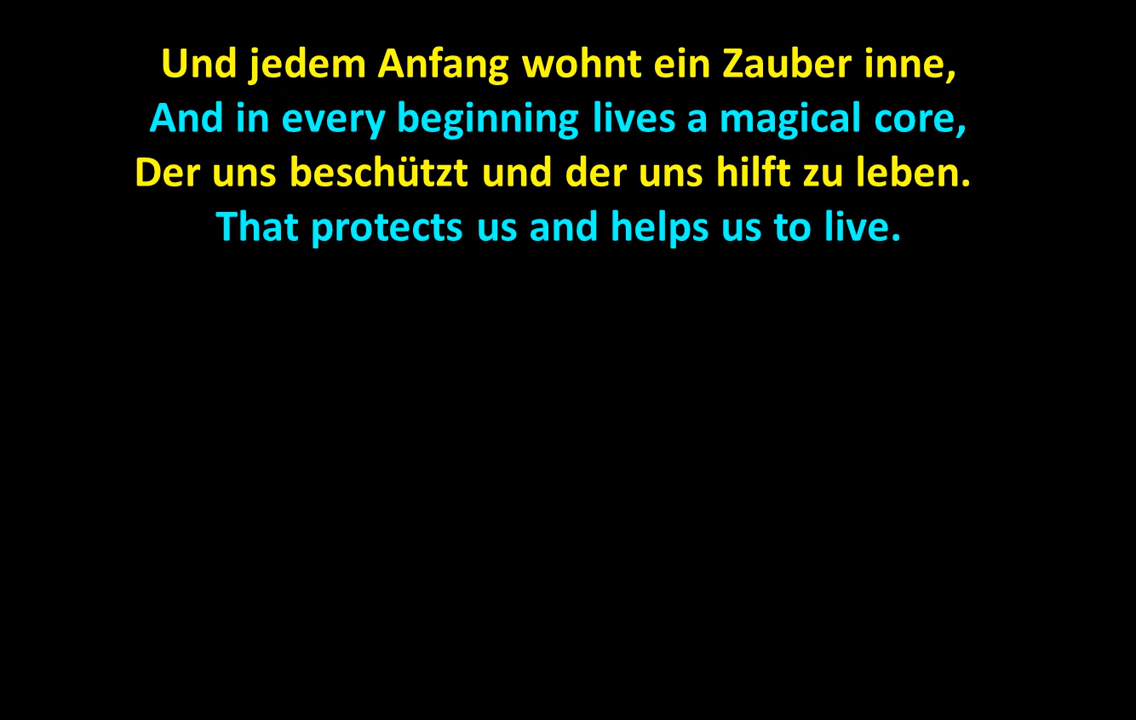 Und jedem Anfang wohnt ein Zauber inne,
And in every beginning lives a magical core,
Der uns beschützt und der uns hilft zu leben.
That protects us and helps us to live.